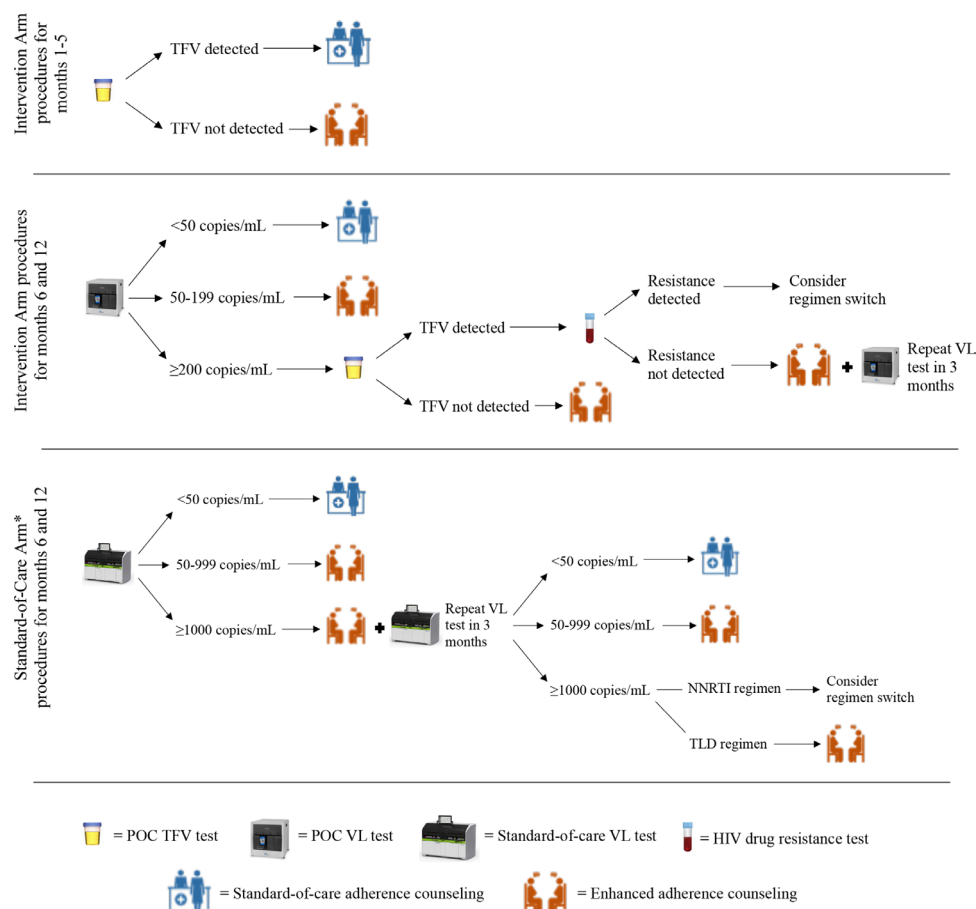 Intervention Arm
procedures for
months 1-5
TFV detected
TFV not detected
Intervention Arm procedures
for months 6 and 12
<50 copies/mL
50-199 copies/mL
≥200 copies/mL
TFV detected
TFV not detected
Resistance
detected
Consider
regimen switch
Resistance
not detected
Repeat VL
test in 3
months
Standard-of-Care Arm*
procedures for months 6 and 12
<50 copies/mL
50-999 copies/mL
≥1000 copies/mL
Repeat VL
test in 3
months
<50 copies/mL
50-999 copies/mL
≥1000 copies/mL
NNRTI regimen
Consider
regimen switch
TLD regimen
= POC TFV test
= POC VL test
= Standard-of-care VL test
= HIV drug resistance test
= Standard-of-care adherence counseling
= Enhanced adherence counseling